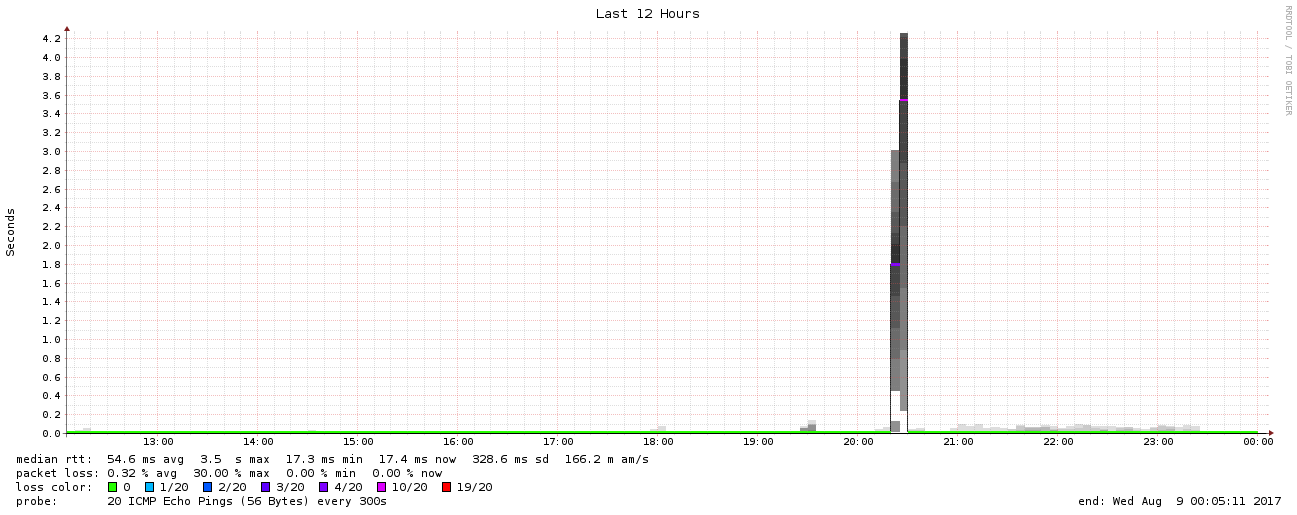 Last 12 Hours
RRDTOOL / TOBI OETIKER
Seconds
4.2
4.0
3.8
3.6
3.4
3.2
3.0
2.8
2.6
2.4
2.2
2.0
1.8
1.6
1.4
1.2
1.0
0.8
0.6
0.4
0.2
0.0
13:00 14:00 15:00 16:00 17:00 18:00 19:00 20:00 21:00 22:00 23:00 00:00
median rtt: 54.6 ms avg 3.5 s max 17.3 ms min 17.4 ms now 328.6 ms sd 166.2 m am/s
packet loss: 0.32 % avg 30.00 % max 0.00 % min 0.00 % now
loss color: 0 1/20 2/20 3/20 4/20 10/20 19/20
probe: 20 ICMP Echo Pings (56 Bytes) every 300s end: Wed Aug 9 00:05:11 2017